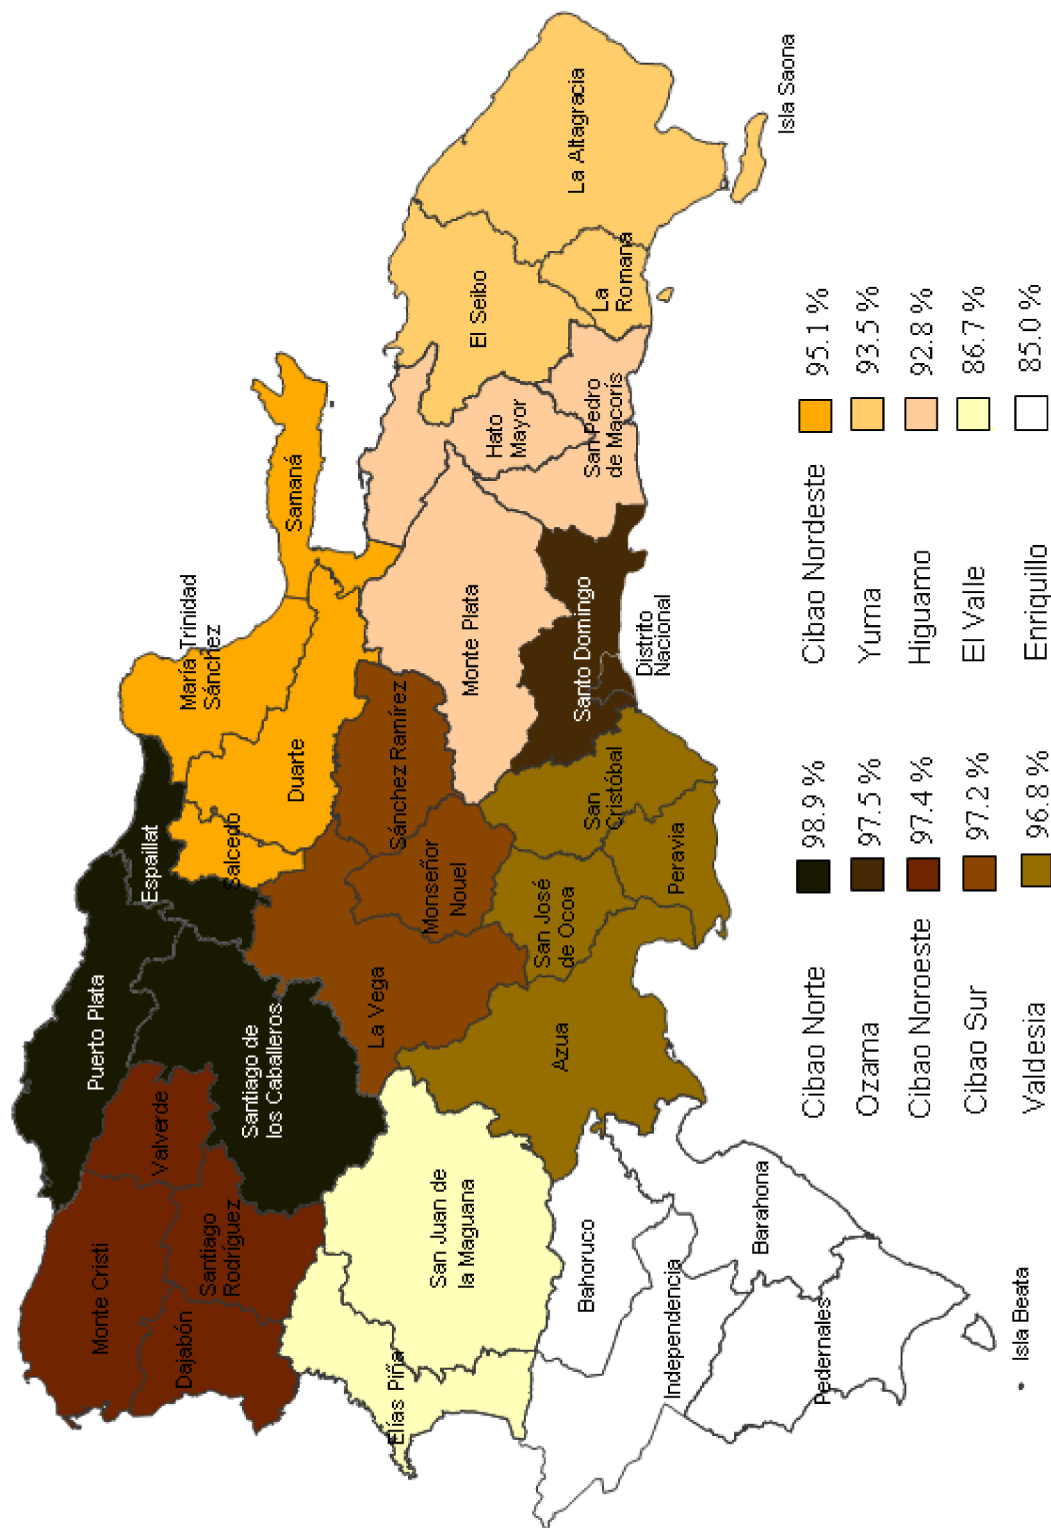 Puerto Plata
Espaillat
María Trinidad
Sánchez
Monte Cristi
Valverde
Santiago de
los Caballeros
Salcedo
Samaná
Dajabón
Santiago
Rodríguez
Duarte
La Vega
Sánchez Ramírez
Monseñor
Nouel
Monte Plata
Hato
Mayor
El Seibo
La Altagracia
Elías Piña
San Juan de
la Maguana
Azua
San José
de Ocoa
San
Cristóbal
Peravia
Santo Domingo
Distrito
Nacional
San Pedro
de Macorís
La
Romana
Isla Saona
Bahoruco
Independencia
Barahona
Pedernales
Isla Beata
Cibao Norte 98.9 %
Ozama 97.5 %
Cibao Noroeste 97.4 %
Cibao Sur 97.2 %
Valdesia 96.8 %
Cibao Nordeste 95.1 %
Yuma 93.5 %
Higuamo 92.8 %
El Valle 86.7 %
Enriquillo 85.0 %